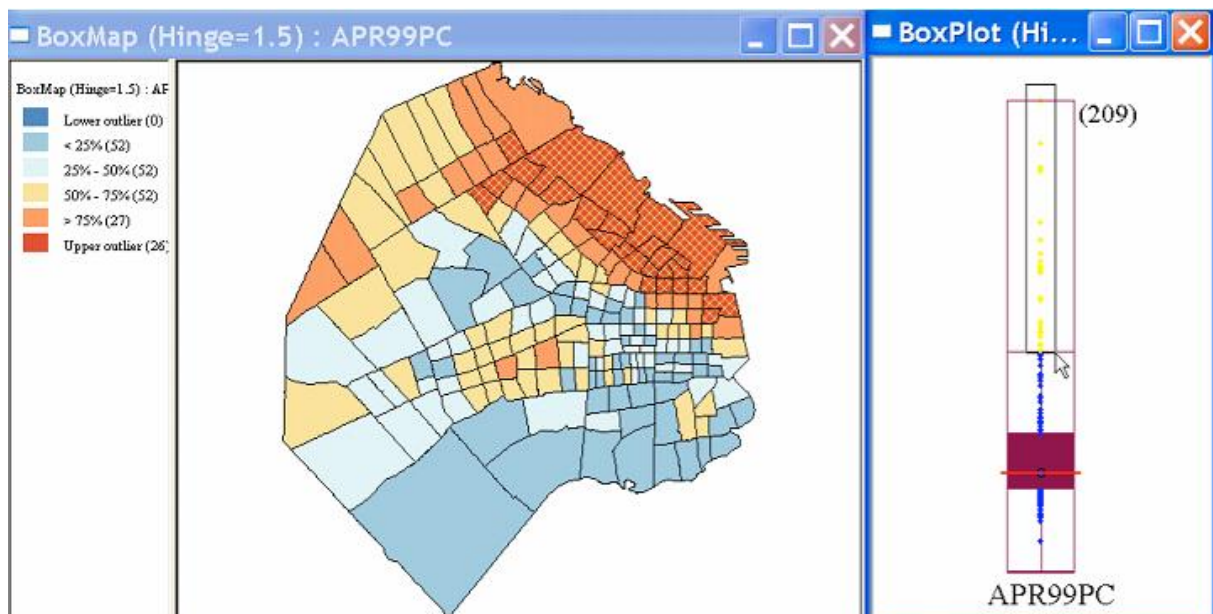 BoxMap (Hinge=1.5) : APR99PC
BoxMap (Hinge=1.5) : AF
Lower outlier (0)
< 25% (52)
25% - 50% (52)
50% - 75% (52)
> 75% (27)
Upper outlier (26)
BoxPlot (Hi...
(209)
APR99PC